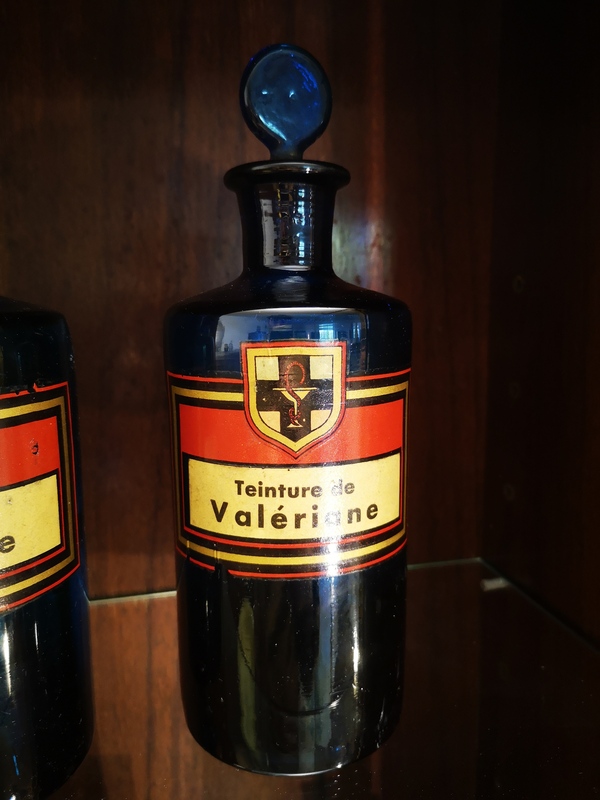 Teinture de
Valériane
e